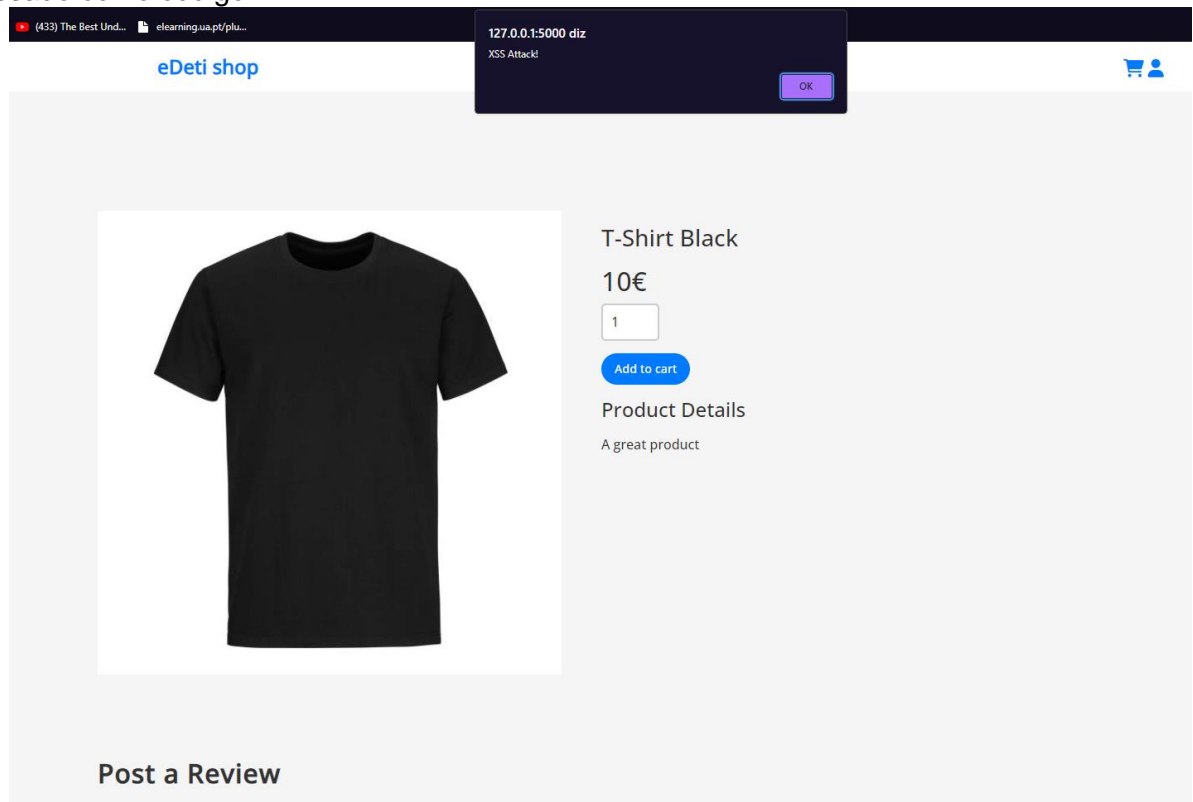 (433) The Best Und... elearning.ua.pt/plu...
127.0.0.1:5000 diz
XSS Attack!
OK
eDeti shop
T-Shirt Black
10€
1
Add to cart
Product Details
A great product
Post a Review